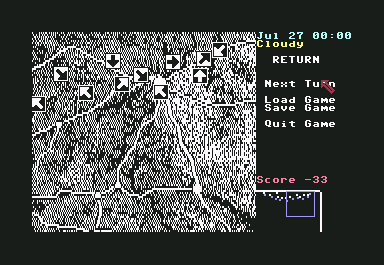 Jul 27 00:00
Cloudy
RETURN
Next Turn
Load Game
Save Game
Quit Game
Score -33